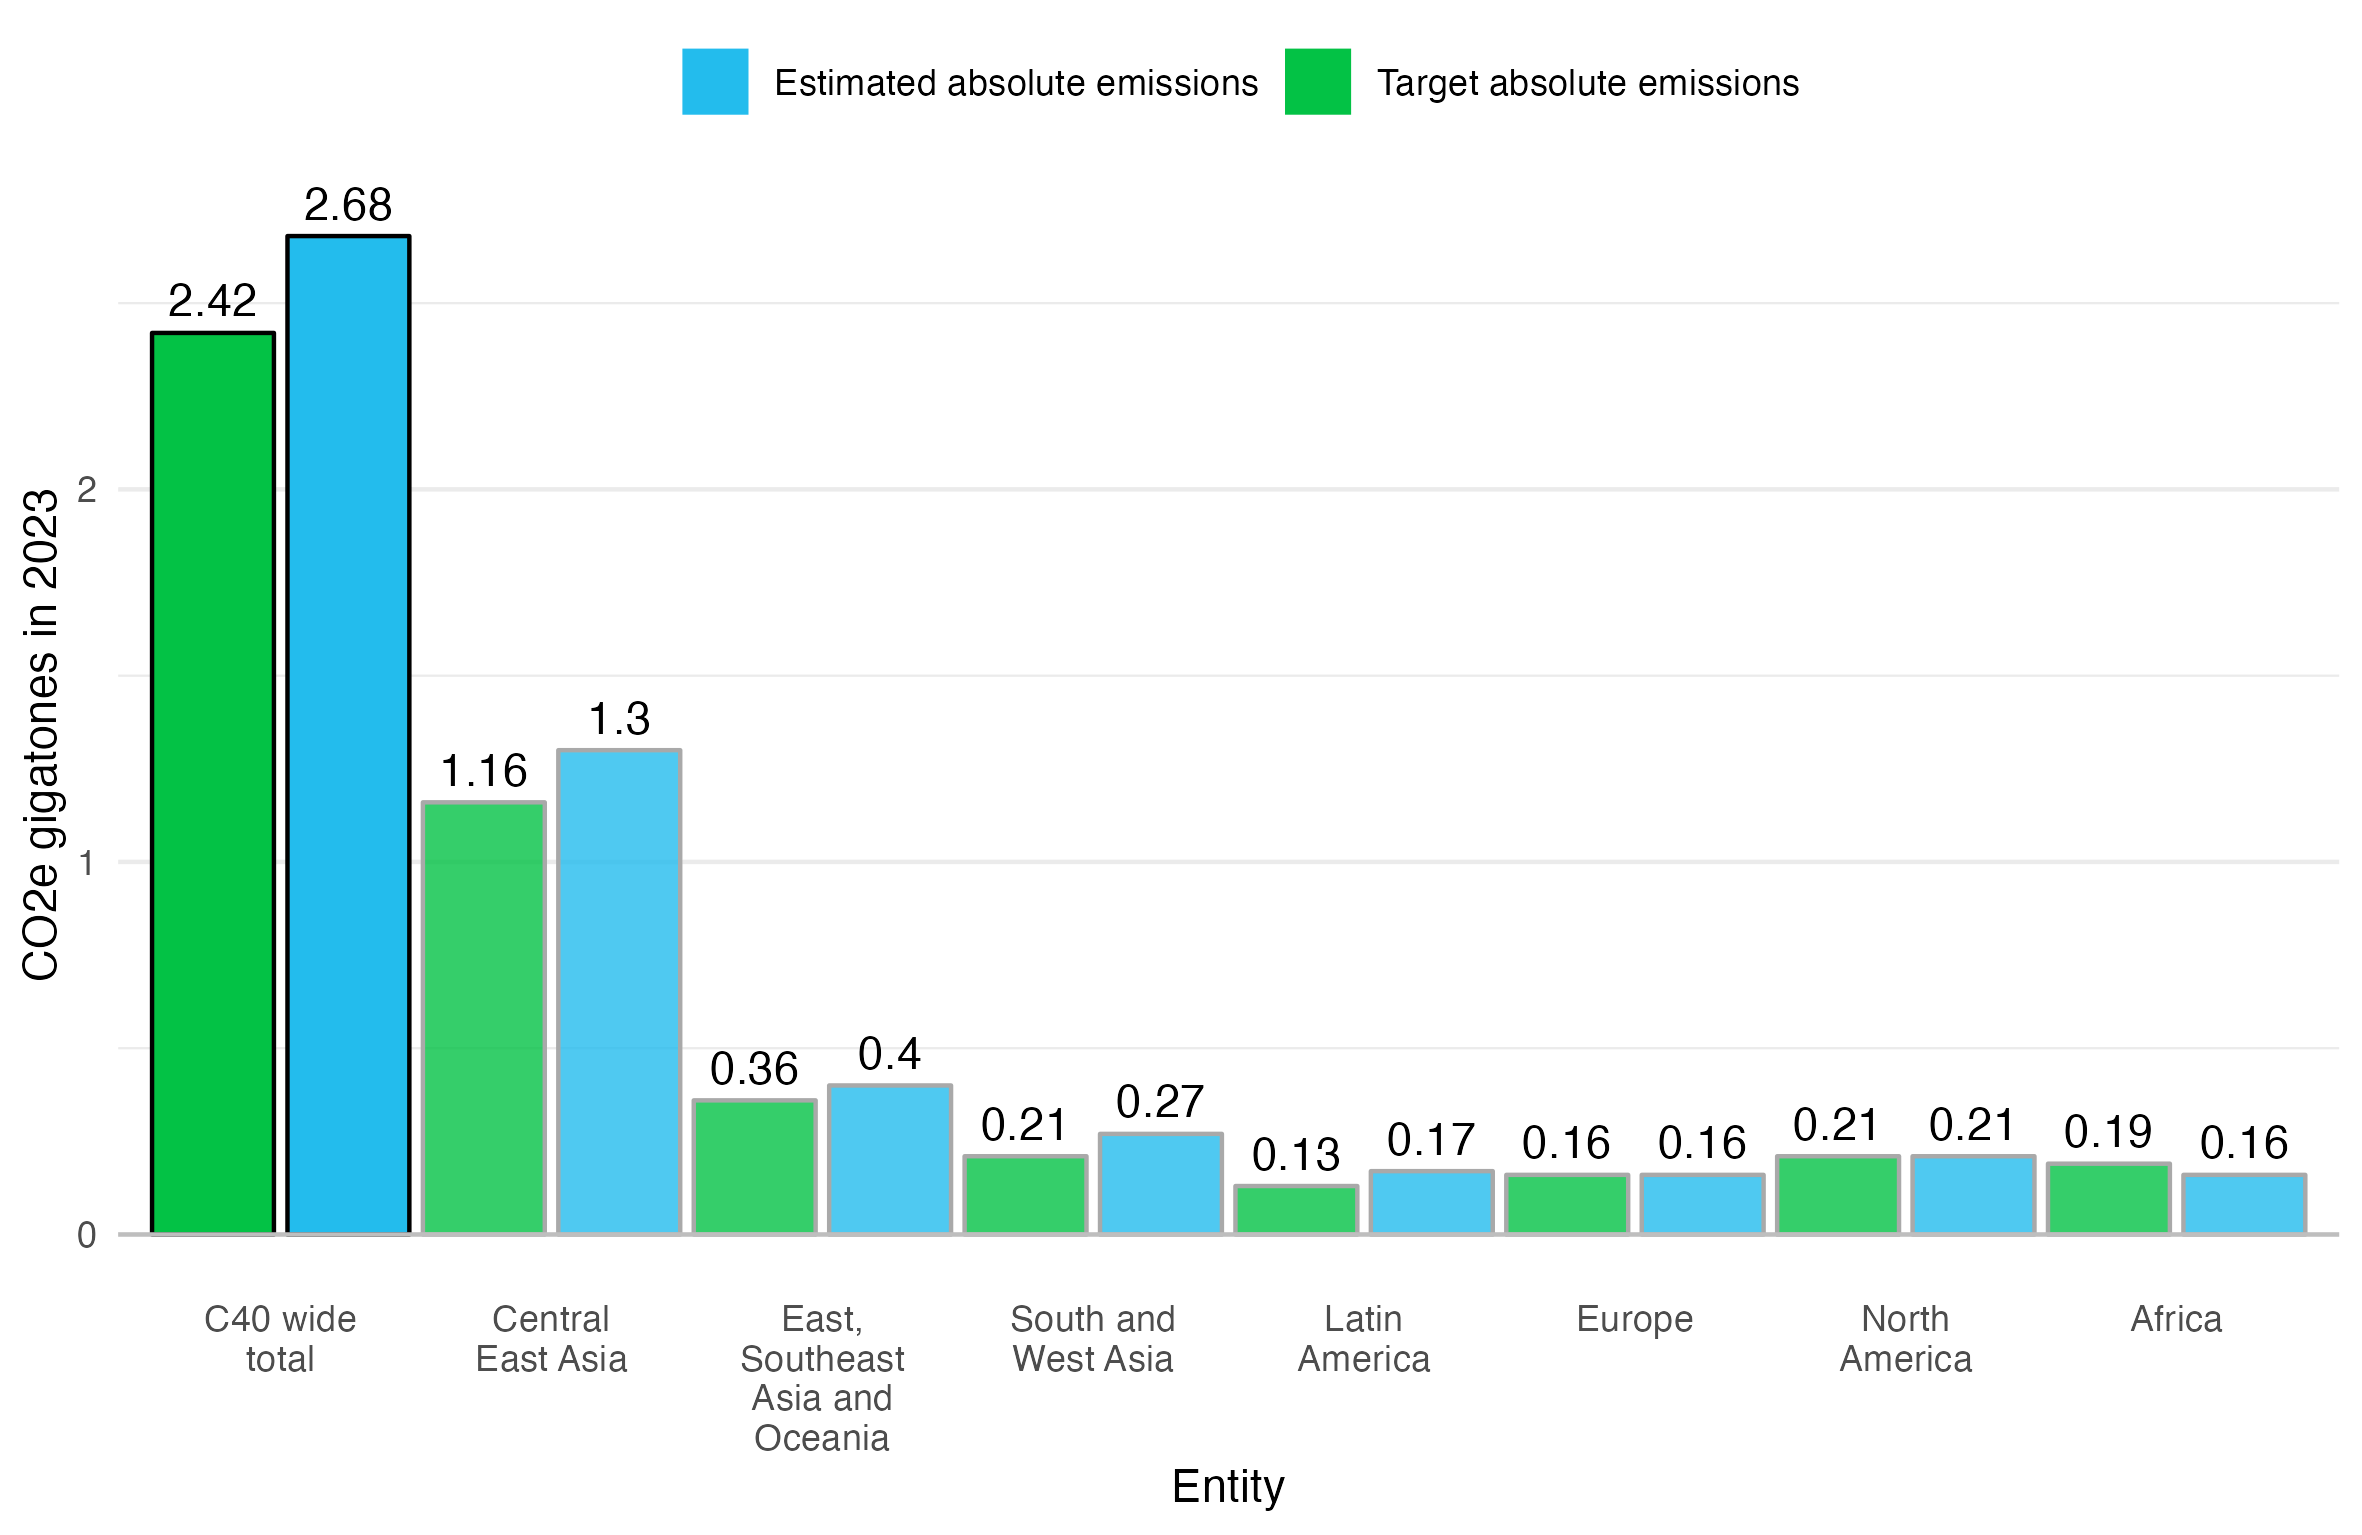 Estimated absolute emissions
Target absolute emissions
CO2e gigatones in 2023
2
1
0
2.42
2.68
1.16
1.3
0.36
0.4
0.21
0.27
0.13
0.17
0.16
0.16
0.21
0.21
0.19
0.16
C40 wide
total
Central
East Asia
East,
Southeast
Asia and
Oceania
South and
West Asia
Latin
America
Europe
North
America
Africa
Entity